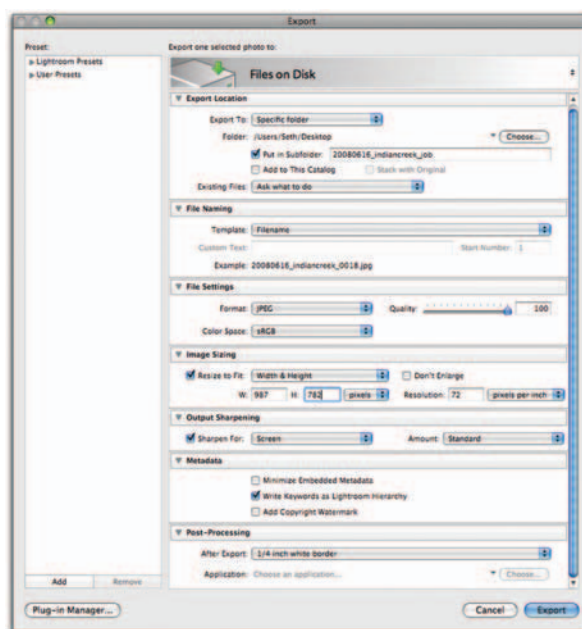 Export
Preset:
Lightroom Presets
User Presets
Add
Remove
Export one selected photo to:
Files on Disk
Export Location
Export To: Specific folder
Folder: /Users/Seth/Desktop Choose...
Put in Subfolder: 20080616_indiancreek_job
Add to This Catalog Stack with Original
Existing Files: Ask what to do
File Naming
Template: Filename
Custom Text: Start Number: 1
Example: 20080616_indiancreek_0018.jpg
File Settings
Format: JPEG Quality: 100
Color Space: sRGB
Image Sizing
Resize to Fit: Width & Height Don't Enlarge
W: 987 H: 782 pixels Resolution: 72 pixels per inch
Output Sharpening
Sharpen For: Screen Amount: Standard
Metadata
Minimize Embedded Metadata
Write Keywords as Lightroom Hierarchy
Add Copyright Watermark
Post-Processing
After Export: 1/4 inch white border
Application: Choose an application... Choose...
Plug-in Manager... Cancel Export